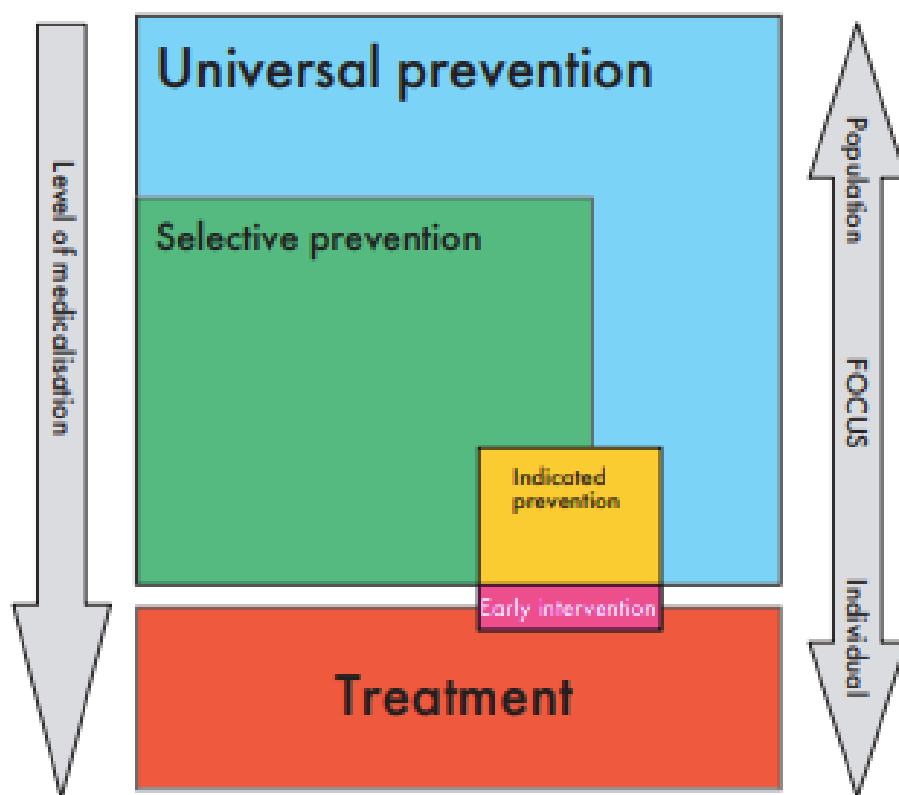 Universal prevention
Level of medicalisation
Population
Selective prevention
FOCUS
Indicated
prevention
Individual
Early intervention
Treatment